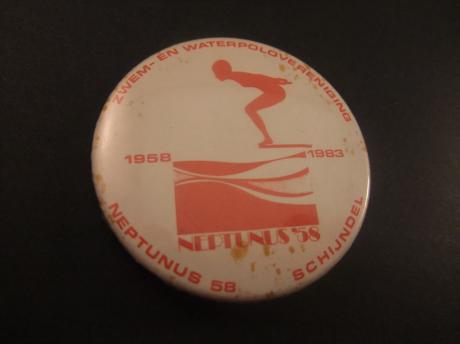 ZWEM- EN WATERPOLOVERENIGING
1958 1983
NEPTUNUS '58
NEPTUNUS 58 SCHIJNDEL